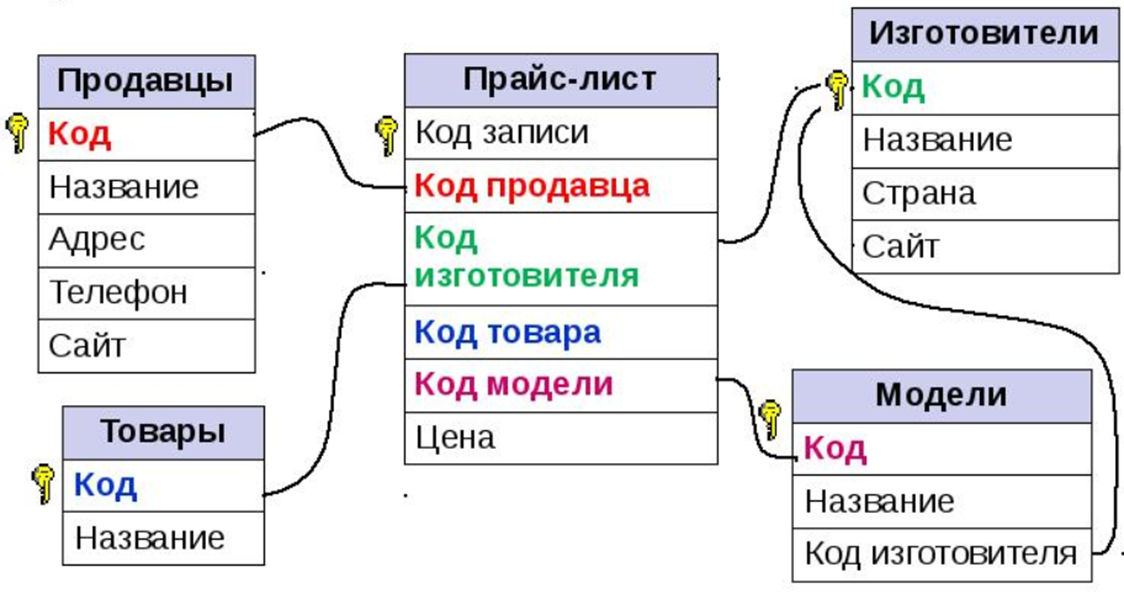 Продавцы
Код
Название
Адрес
Телефон
Сайт
Товары
Код
Название
Прайс-лист
Код записи
Код продавца
Код
изготовителя
Код товара
Код модели
Цена
Изготовители
Код
Название
Страна
Сайт
Модели
Код
Название
Код изготовителя